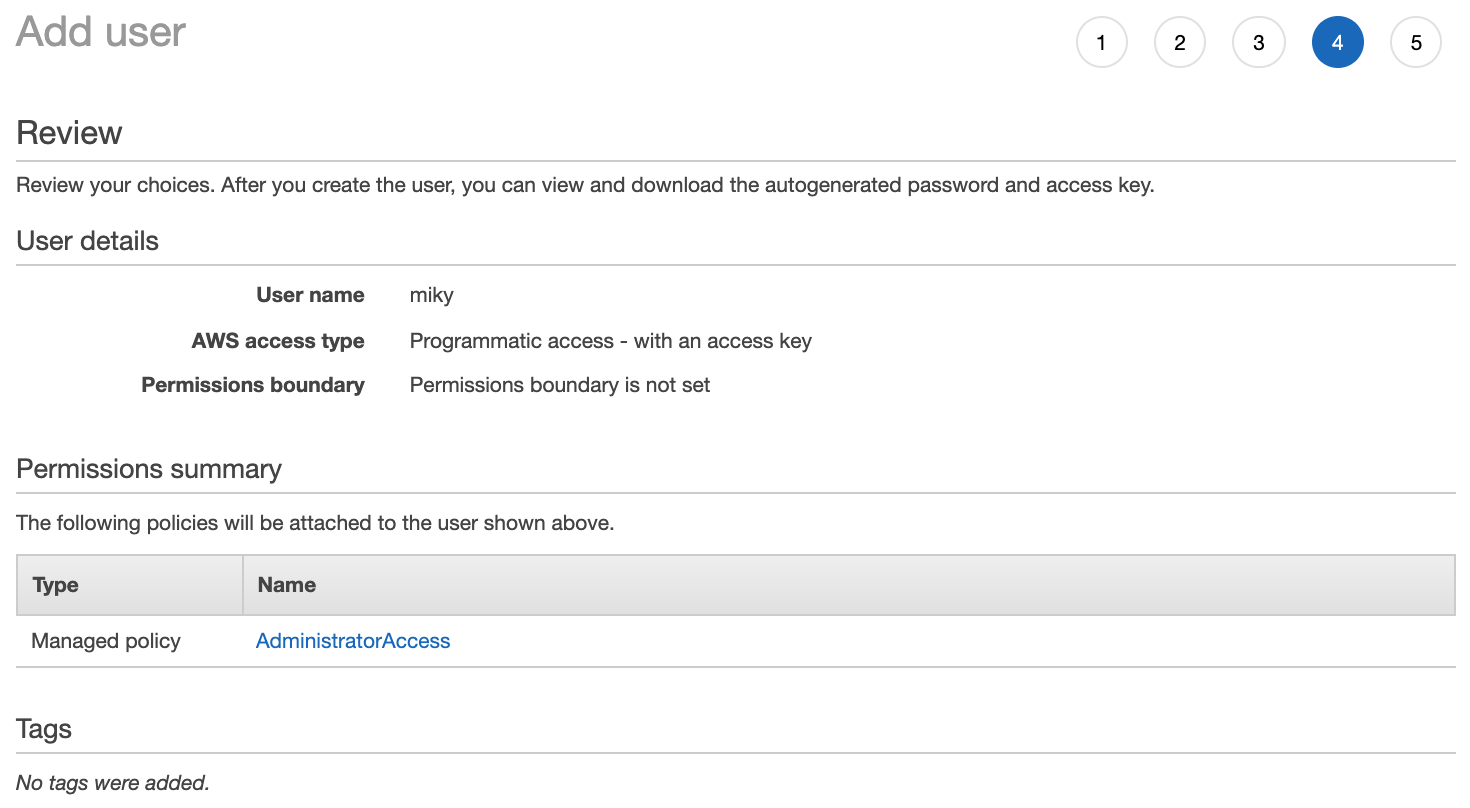 Add user
1 2 3 4 5
Review
Review your choices. After you create the user, you can view and download the autogenerated password and access key.
User details
User name miky
AWS access type Programmatic access - with an access key
Permissions boundary Permissions boundary is not set
Permissions summary
The following policies will be attached to the user shown above.
Type Name
Managed policy AdministratorAccess
Tags
No tags were added.